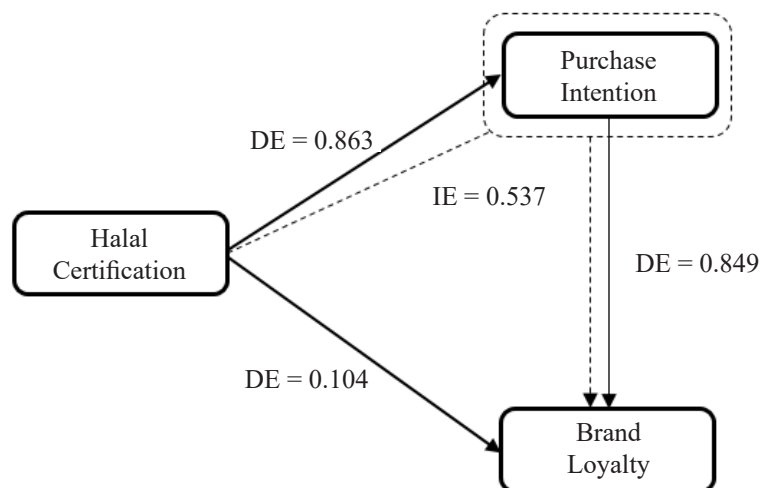 Purchase
Intention
DE = 0.863
IE = 0.537
Halal
Certification
DE = 0.849
DE = 0.104
Brand
Loyalty